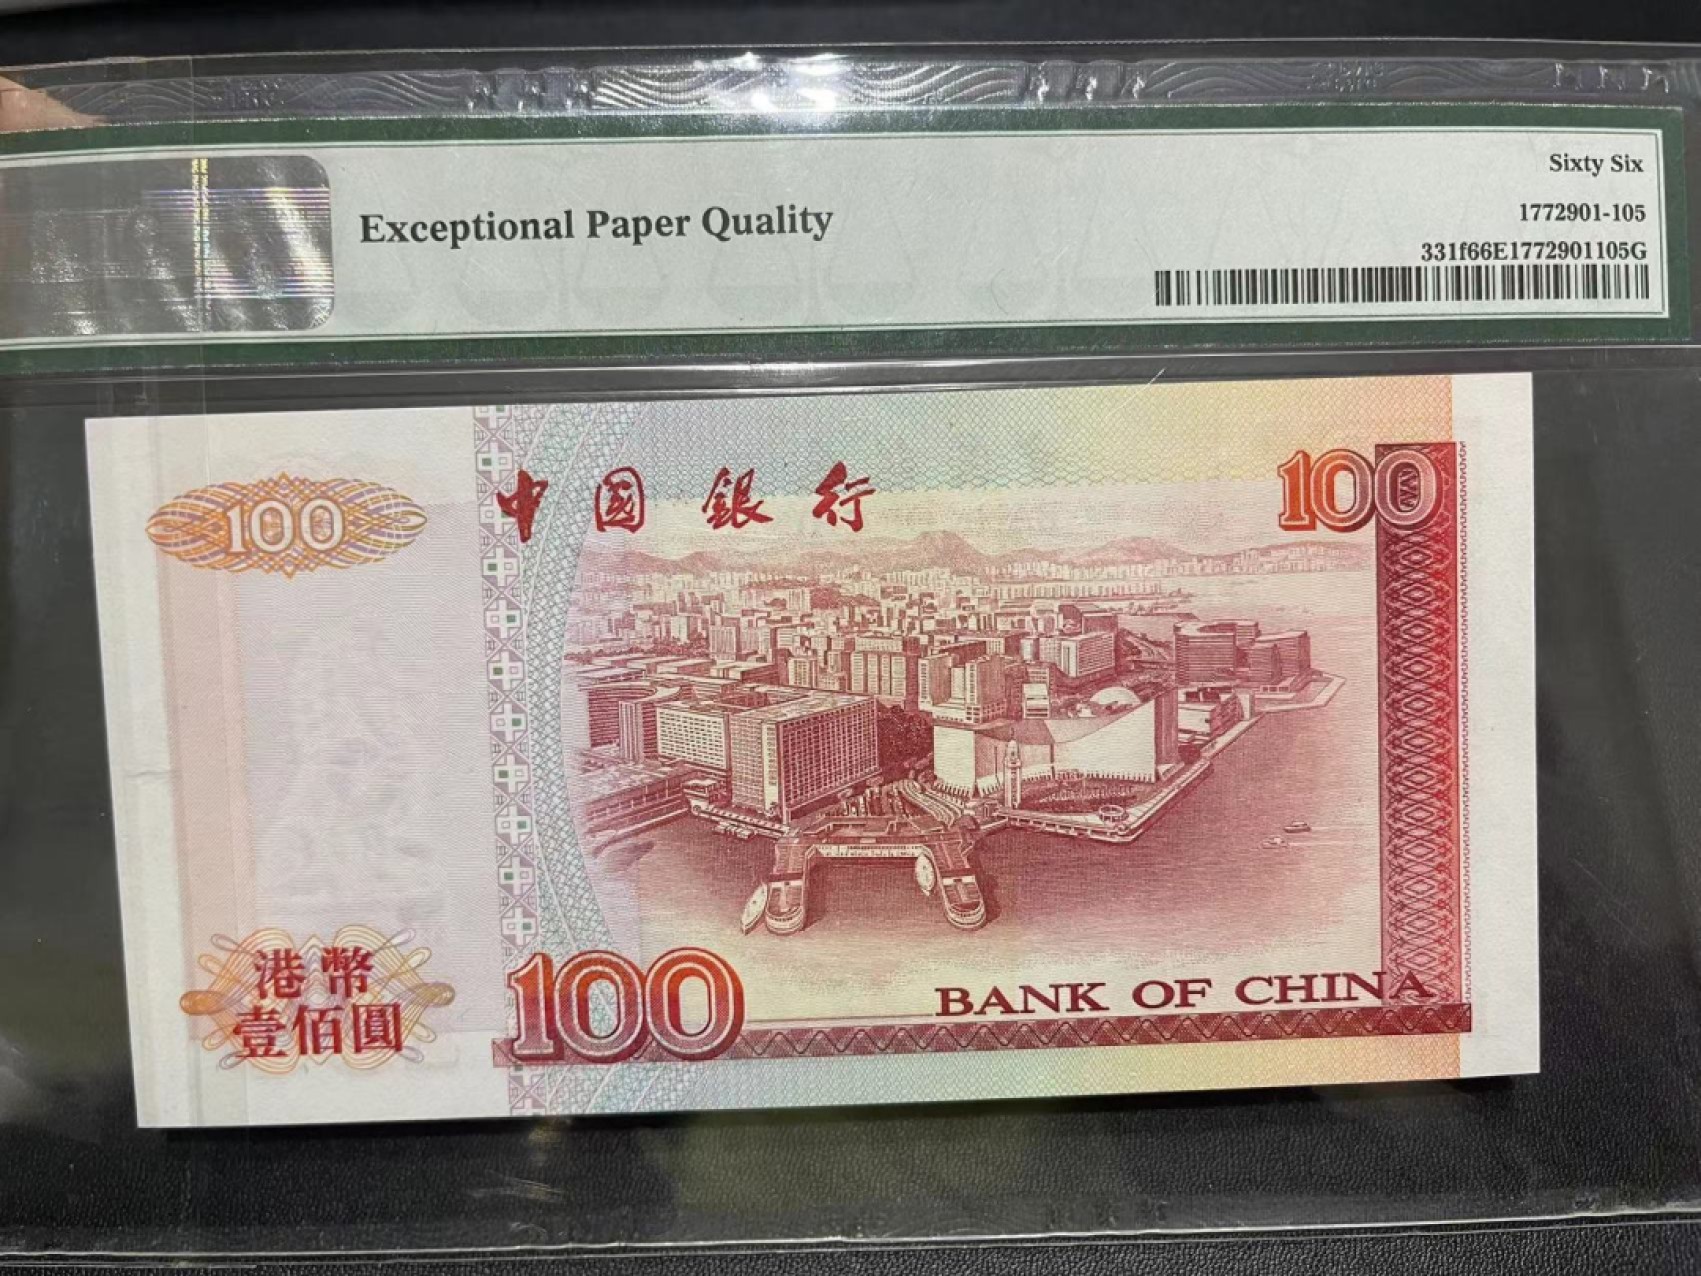 Sixty Six
Exceptional Paper Quality
1772901-105
331f66E1772901105G
100
中國銀行
100
港幣
壹佰圓
100
BANK OF CHINA